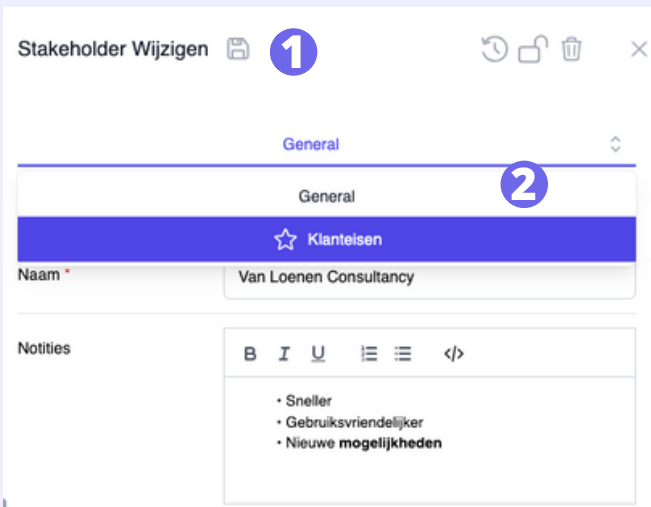 Stakeholder Wijzigen 1
General
General 2
Klanteisen
Naam *
Van Loenen Consultancy
Notities
B I U </>
• Sneller
• Gebruiksvriendelijker
• Nieuwe mogelijkheden